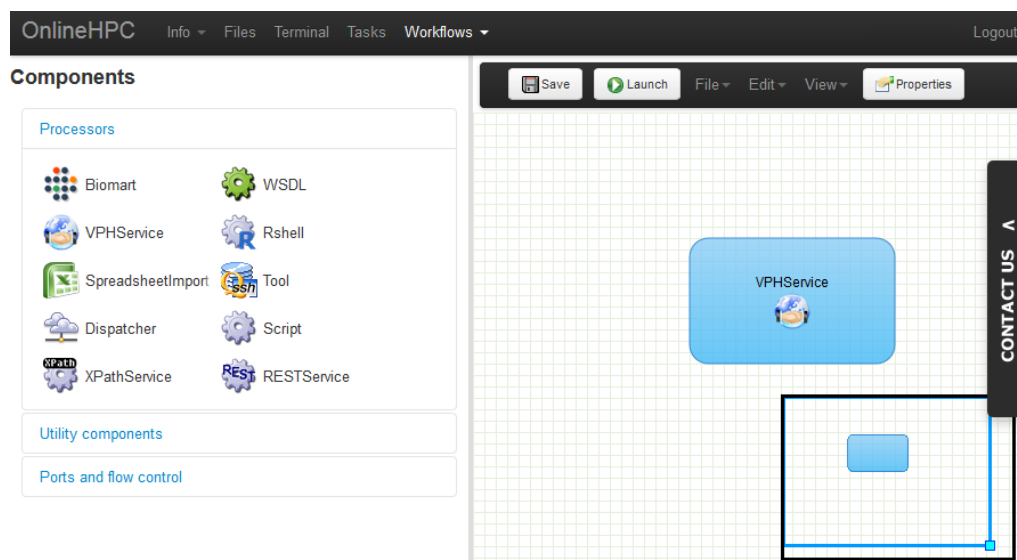 OnlineHPC Info Files Terminal Tasks Workflows Logout
Components
Save Launch File Edit View Properties
Processors
Biomart WSDL
VPHService Rshell
SpreadsheetImport ssh Tool
Dispatcher Script
XPath XPathService REST RESTService
Utility components
Ports and flow control
VPHService
CONTACT US <